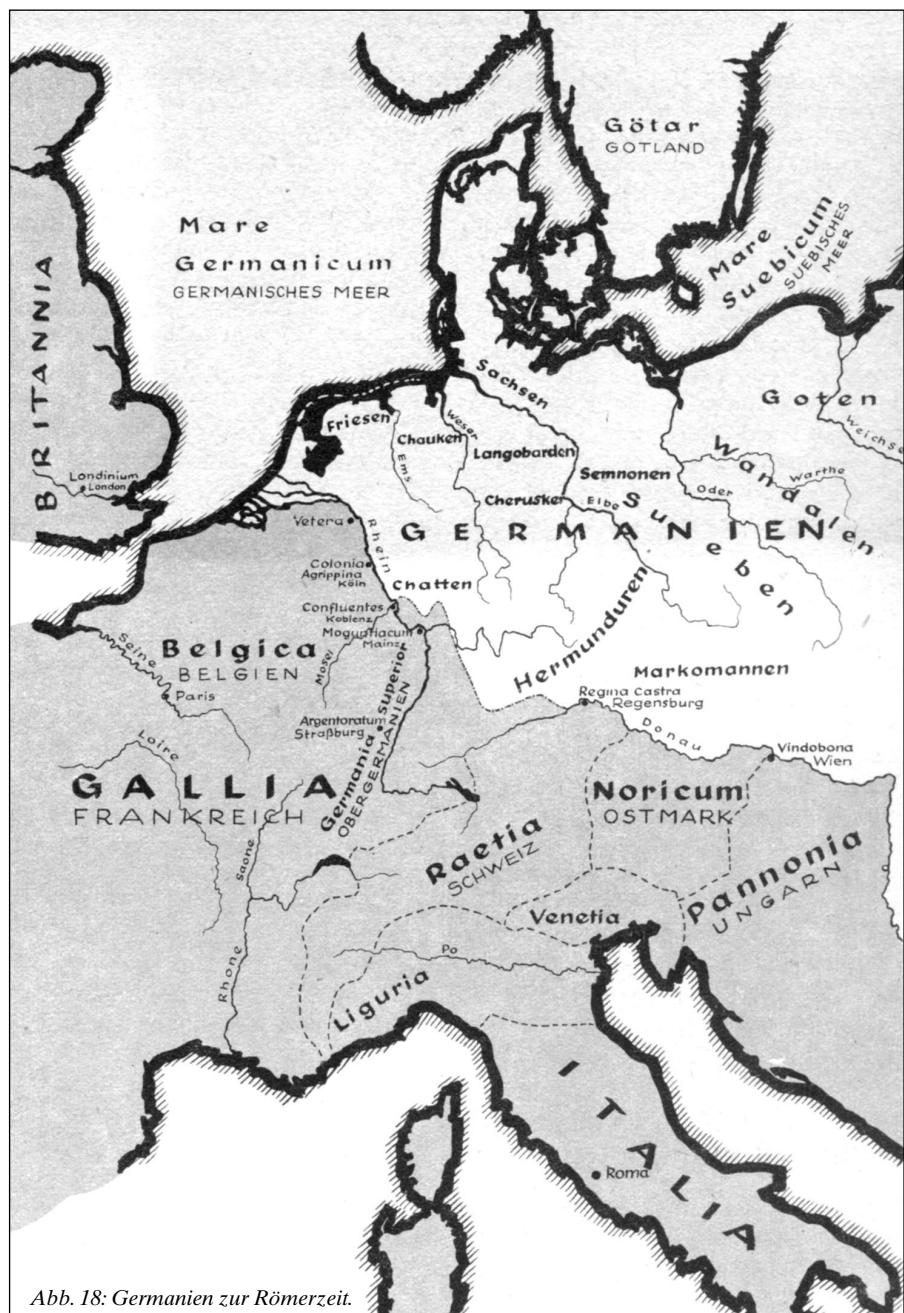 Götar
GOTLAND
Mare
Germanicum
GERMANISCHES MEER
Mare
Suebicum
SUEBISCHES
MEER
BRITANNIA
Londinium
London
Sachsen
Friesen
Chauken
Ems
Weser
Langobarden
Cherusker
Semnonen
Elbe
Sueben
Oder
Goten
Weichse
Warthe
Wandalen
GERMANIEN
Vetera
Rhein
Colonia
Agrippina
Köln
Chatten
Confluentes
Koblenz
Moguntiacum
Mainz
Mosel
Belgica
BELGIEN
Seine
Paris
Hermunduren
Markomannen
Regina Castra
Regensburg
Donau
Vindobona
Wien
Argentoratum
Straßburg
Germania superior
OBERGERMANIEN
Loire
GALLIA
FRANKREICH
Saone
Rhone
Raetia
SCHWEIZ
Noricum
OSTMARK
Pannonia
UNGARN
Venetia
Po
Liguria
ITALIA
Roma
Abb. 18: Germanien zur Römerzeit.